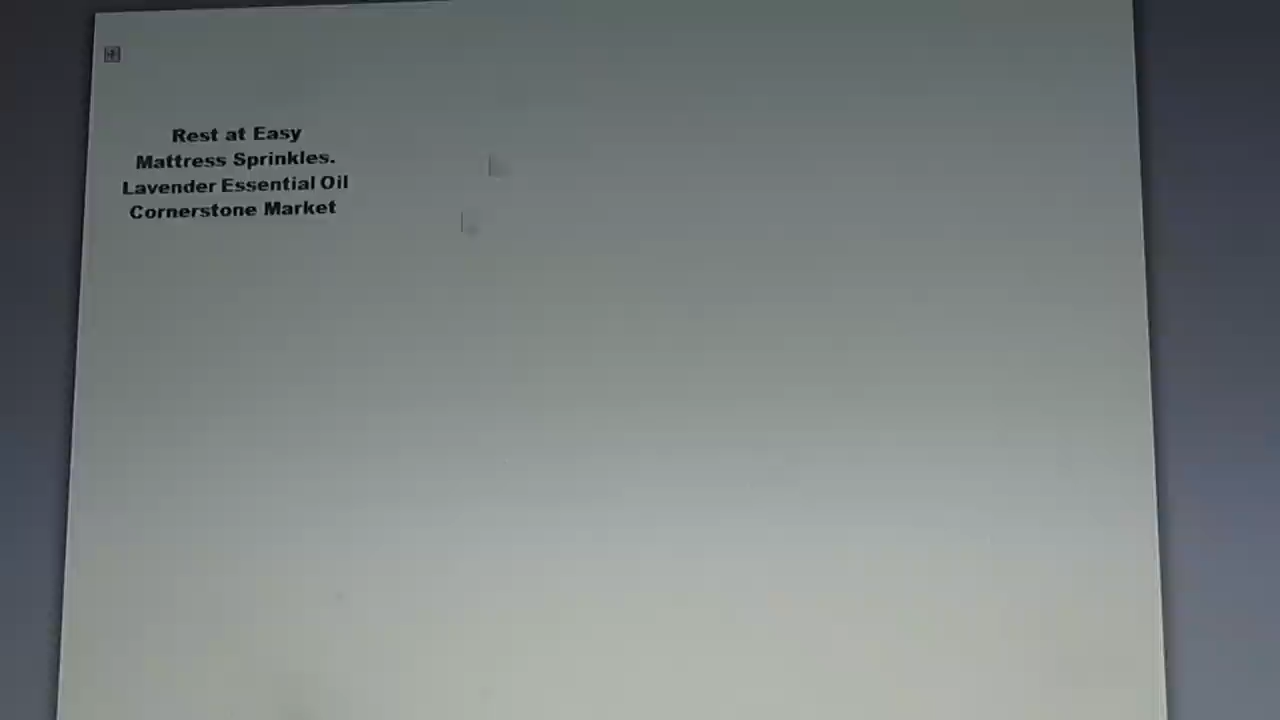 Rest at Easy
Mattress Sprinkles.
Lavender Essential Oil
Cornerstone Market